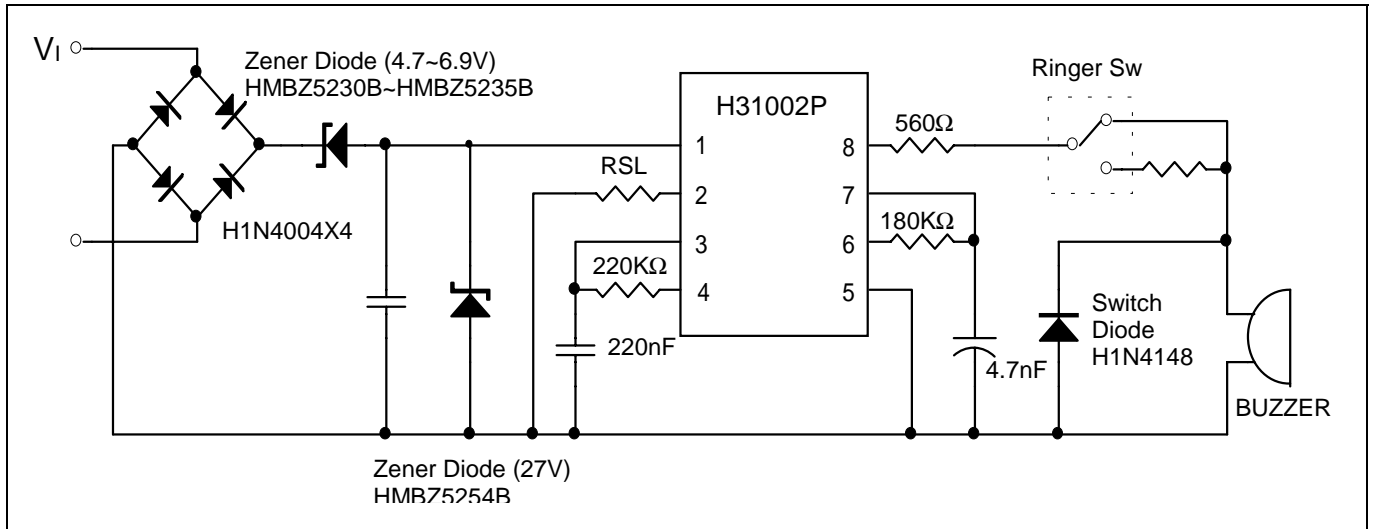 VI
Zener Diode (4.7~6.9V)
HMBZ5230B~HMBZ5235B
H1N4004X4
RSL
220KΩ
220nF
Zener Diode (27V)
HMBZ5254B
H31002P
1
2
3
4
8
7
6
5
560Ω
180KΩ
4.7nF
Ringer Sw
Switch
Diode
H1N4148
BUZZER